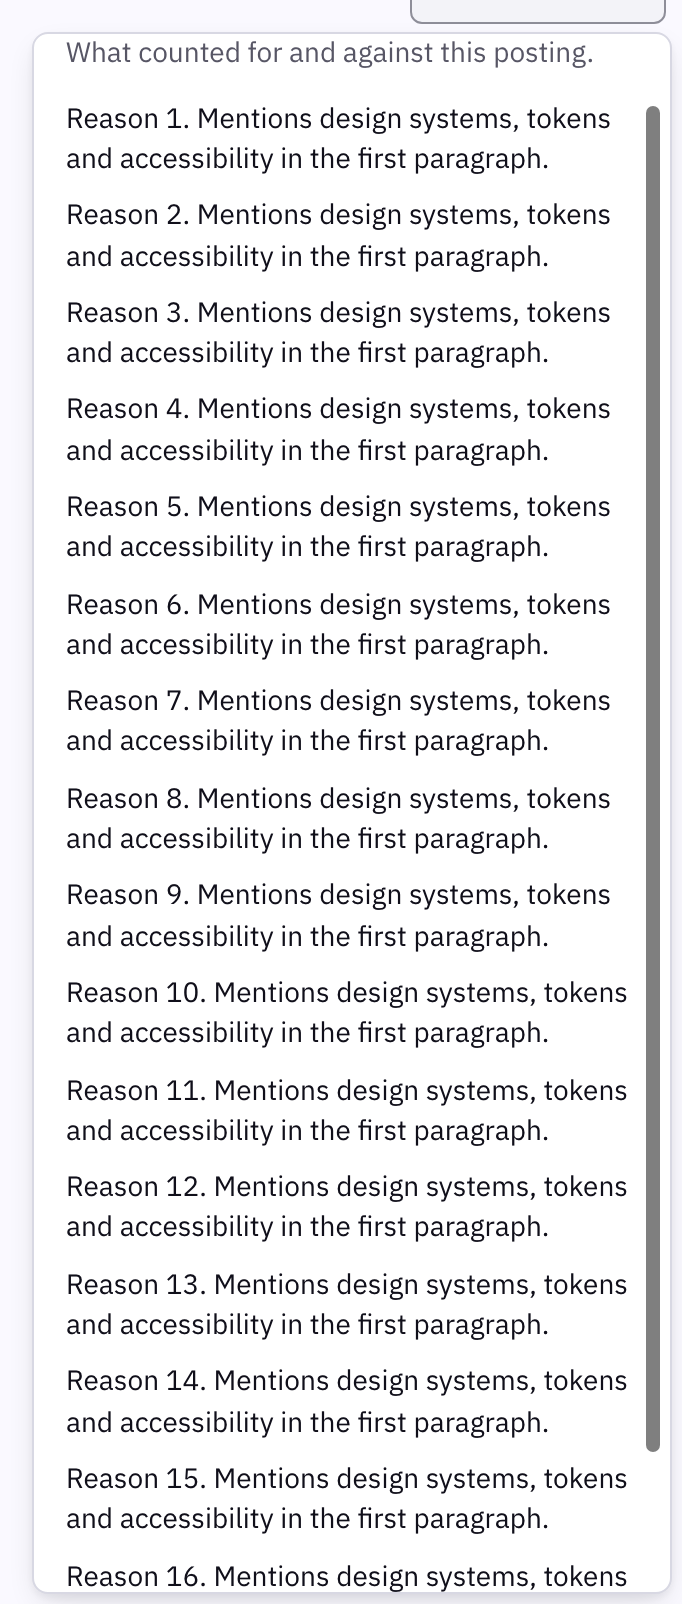 What counted for and against this posting.
Reason 1. Mentions design systems, tokens
and accessibility in the first paragraph.
Reason 2. Mentions design systems, tokens
and accessibility in the first paragraph.
Reason 3. Mentions design systems, tokens
and accessibility in the first paragraph.
Reason 4. Mentions design systems, tokens
and accessibility in the first paragraph.
Reason 5. Mentions design systems, tokens
and accessibility in the first paragraph.
Reason 6. Mentions design systems, tokens
and accessibility in the first paragraph.
Reason 7. Mentions design systems, tokens
and accessibility in the first paragraph.
Reason 8. Mentions design systems, tokens
and accessibility in the first paragraph.
Reason 9. Mentions design systems, tokens
and accessibility in the first paragraph.
Reason 10. Mentions design systems, tokens
and accessibility in the first paragraph.
Reason 11. Mentions design systems, tokens
and accessibility in the first paragraph.
Reason 12. Mentions design systems, tokens
and accessibility in the first paragraph.
Reason 13. Mentions design systems, tokens
and accessibility in the first paragraph.
Reason 14. Mentions design systems, tokens
and accessibility in the first paragraph.
Reason 15. Mentions design systems, tokens
and accessibility in the first paragraph.
Reason 16. Mentions design systems, tokens